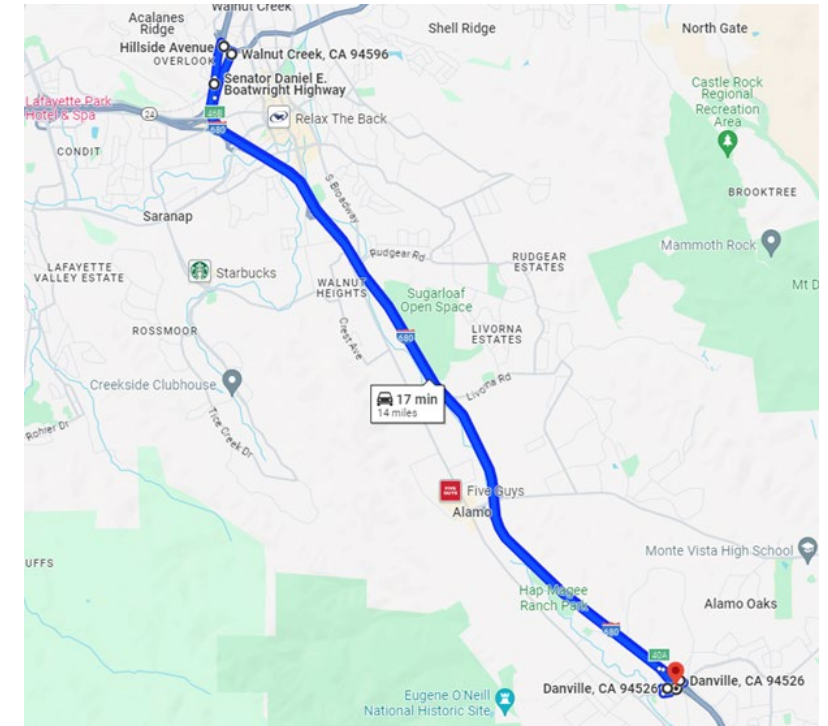 Walnut Creek
Acalanes
Ridge
Shell Ridge
North Gate
Hillside Avenue
OVERLOOK
Walnut Creek, CA 94596
Senator Daniel E.
Boatwright Highway
Castle Rock
Regional
Recreation
Area
Lafayette Park
Hotel & Spa
24
46B
680
Relax The Back
CONDIT
S Broadway
BROOKTREE
Saranap
Mammoth Rock
Rudgear Rd
RUDGEAR
ESTATES
LAFAYETTE
VALLEY ESTATE
Starbucks
WALNUT
HEIGHTS
Sugarloaf
Open Space
Mt D
ROSSMOOR
Crest Ave
680
LIVORNA
ESTATES
Creekside Clubhouse
Livorna Rd
17 min
14 miles
Tice Creek Dr
Rohrer Dr
FIVE
GUYS
Five Guys
Alamo
Monte Vista High School
UFFS
Hap Magee
Ranch Park
Alamo Oaks
680
40A
Danville, CA 94526
Danville, CA 94526
Eugene O'Neill
National Historic Site